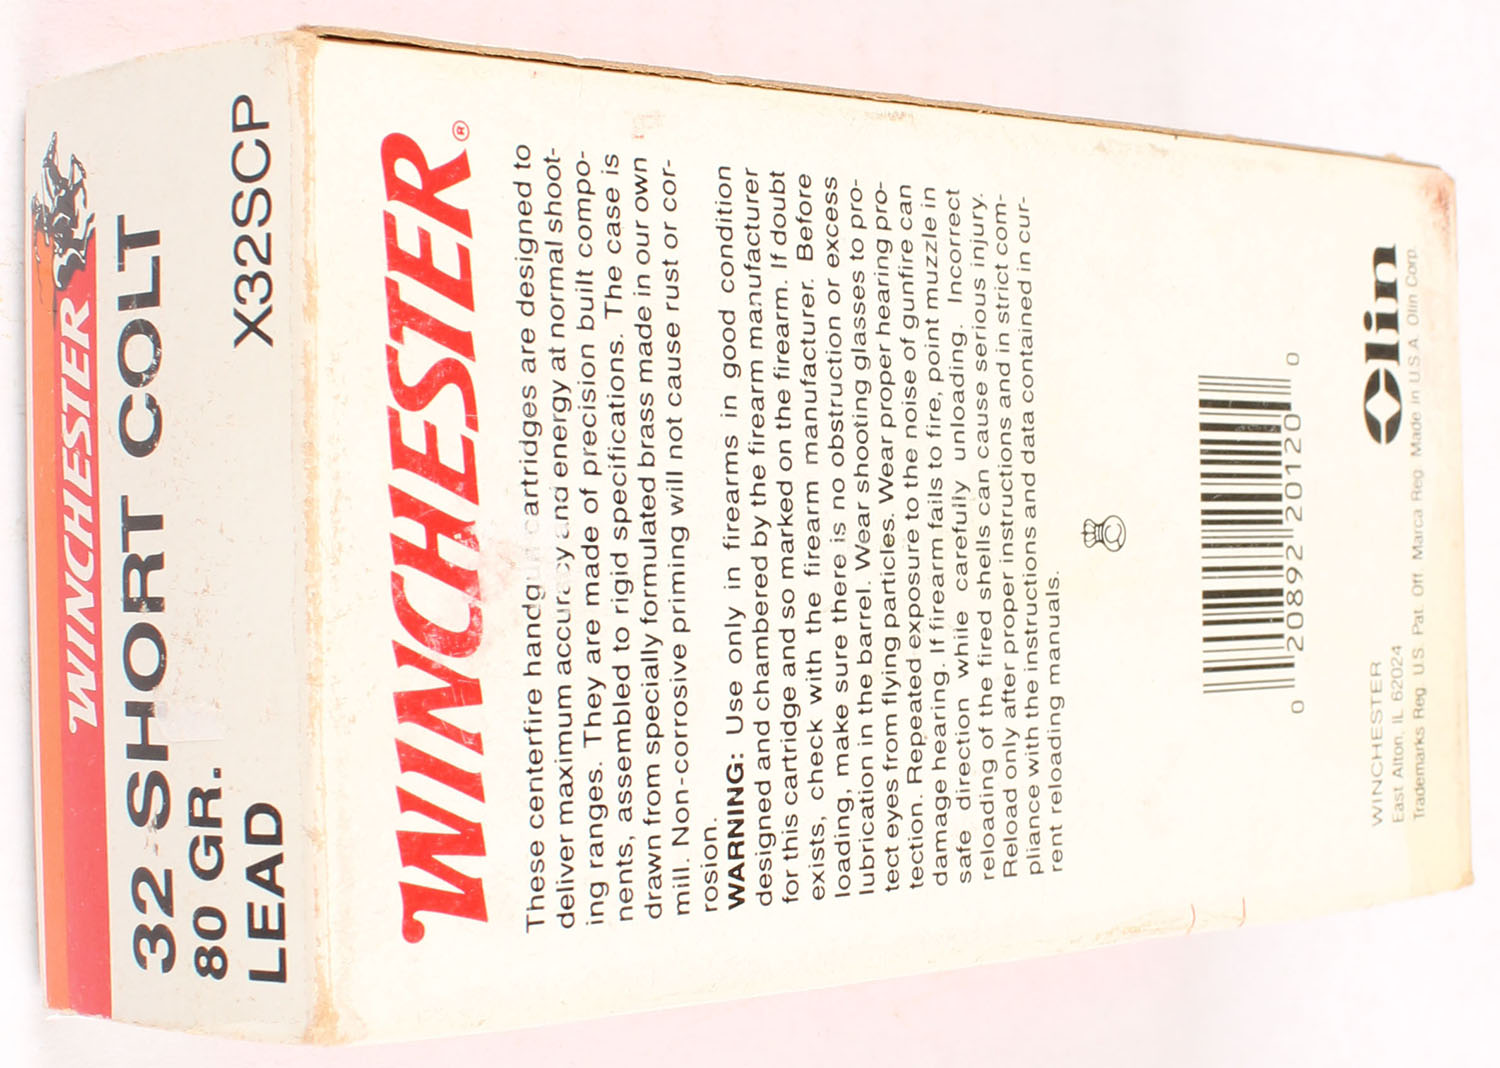 WINCHESTER
32 SHORT COLT
80 GR.
LEAD
X32SCP
WINCHESTER®
These centerfire handgun cartridges are designed to
deliver maximum accuracy and energy at normal shoot-
ing ranges. They are made of precision built compo-
nents, assembled to rigid specifications. The case is
drawn from specially formulated brass made in our own
mill. Non-corrosive priming will not cause rust or cor-
rosion.
WARNING: Use only in firearms in good condition
designed and chambered by the firearm manufacturer
for this cartridge and so marked on the firearm. If doubt
exists, check with the firearm manufacturer. Before
loading, make sure there is no obstruction or excess
lubrication in the barrel. Wear shooting glasses to pro-
tect eyes from flying particles. Wear proper hearing pro-
tection. Repeated exposure to the noise of gunfire can
damage hearing. If firearm fails to fire, point muzzle in
safe direction while carefully unloading. Incorrect
reloading of the fired shells can cause serious injury.
Reload only after proper instructions and in strict com-
pliance with the instructions and data contained in cur-
rent reloading manuals.
0 20892 20120 0
Olin
WINCHESTER
East Alton, IL 62024
Trademarks Reg. U.S. Pat. Off. Marca Reg. Made in U.S.A. Olin Corp.